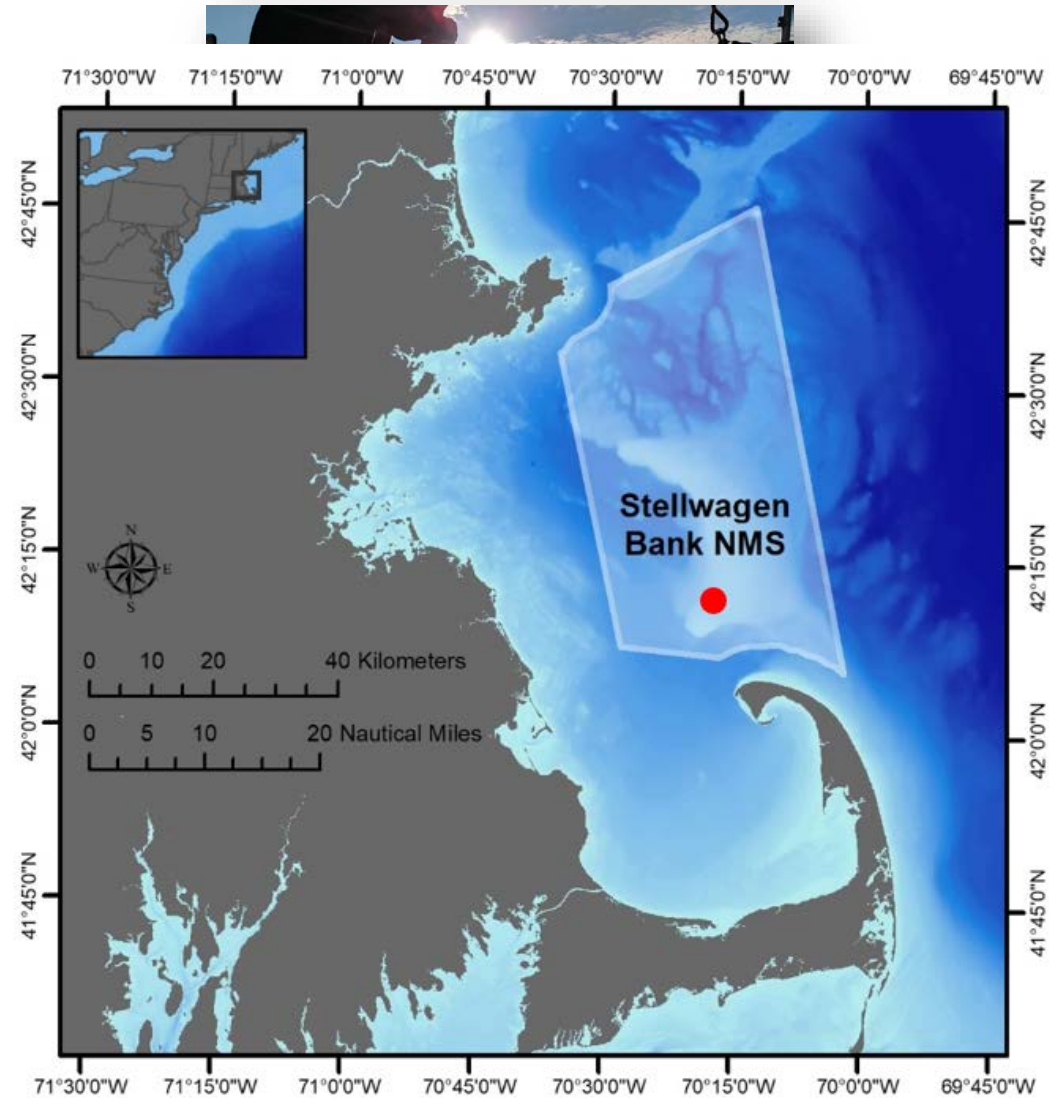 71°30'0"W 71°15'0"W 71°0'0"W 70°45'0"W 70°30'0"W 70°15'0"W 70°0'0"W 69°45'0"W
42°45'0"N
42°45'0"N
42°30'0"N
42°30'0"N
Stellwagen
Bank NMS
42°15'0"N
42°15'0"N
N
W E
S
0 10 20 40 Kilometers
42°0'0"N
0 5 10 20 Nautical Miles
42°0'0"N
41°45'0"N
41°45'0"N
71°30'0"W 71°15'0"W 71°0'0"W 70°45'0"W 70°30'0"W 70°15'0"W 70°0'0"W 69°45'0"W